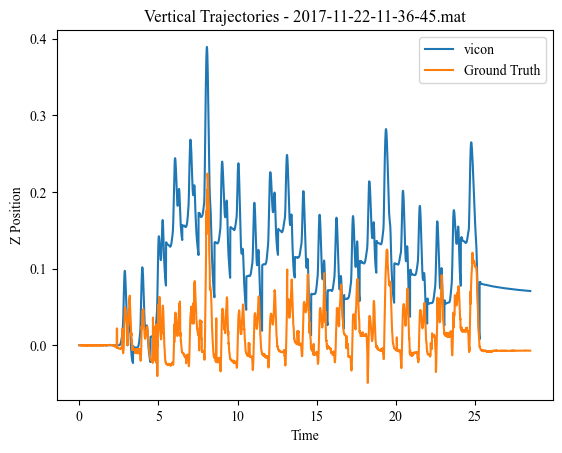 Vertical Trajectories - 2017-11-22-11-36-45.mat
vicon
Ground Truth
0.4
0.3
0.2
0.1
0.0
Z Position
0 5 10 15 20 25
Time